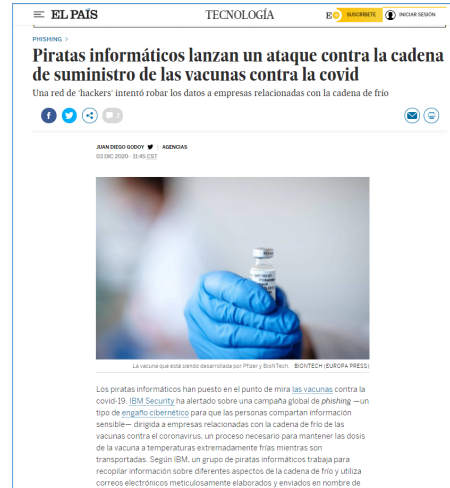 EL PAÍS
TECNOLOGÍA
E SUSCRÍBETE
INICIAR SESIÓN
PHISHING >
Piratas informáticos lanzan un ataque contra la cadena
de suministro de las vacunas contra la covid
Una red de ‘hackers’ intentó robar los datos a empresas relacionadas con la cadena de frío
JUAN DIEGO GODOY | AGENCIAS
03 DIC 2020 - 11:45 CST
La vacuna que está siendo desarrollada por Pfizer y BioNTech. BIONTECH (EUROPA PRESS)
Los piratas informáticos han puesto en el punto de mira las vacunas contra la
covid-19. IBM Security ha alertado sobre una campaña global de phishing —un
tipo de engaño cibernético para que las personas compartan información
sensible— dirigida a empresas relacionadas con la cadena de frío de las
vacunas contra el coronavirus, un proceso necesario para mantener las dosis
de la vacuna a temperaturas extremadamente frías mientras son
transportadas. Según IBM, un grupo de piratas informáticos trabaja para
recopilar información sobre diferentes aspectos de la cadena de frío y utiliza
correos electrónicos meticulosamente elaborados y enviados en nombre de